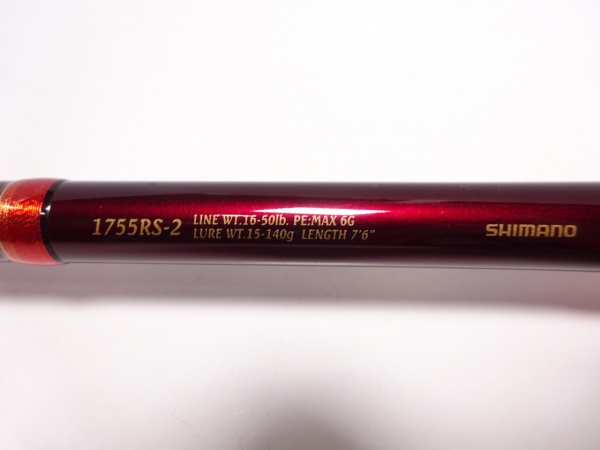 1755RS-2
LINE WT.16-50lb. PE:MAX 6G
LURE WT.15-140g LENGTH 7'6"
SHIMANO